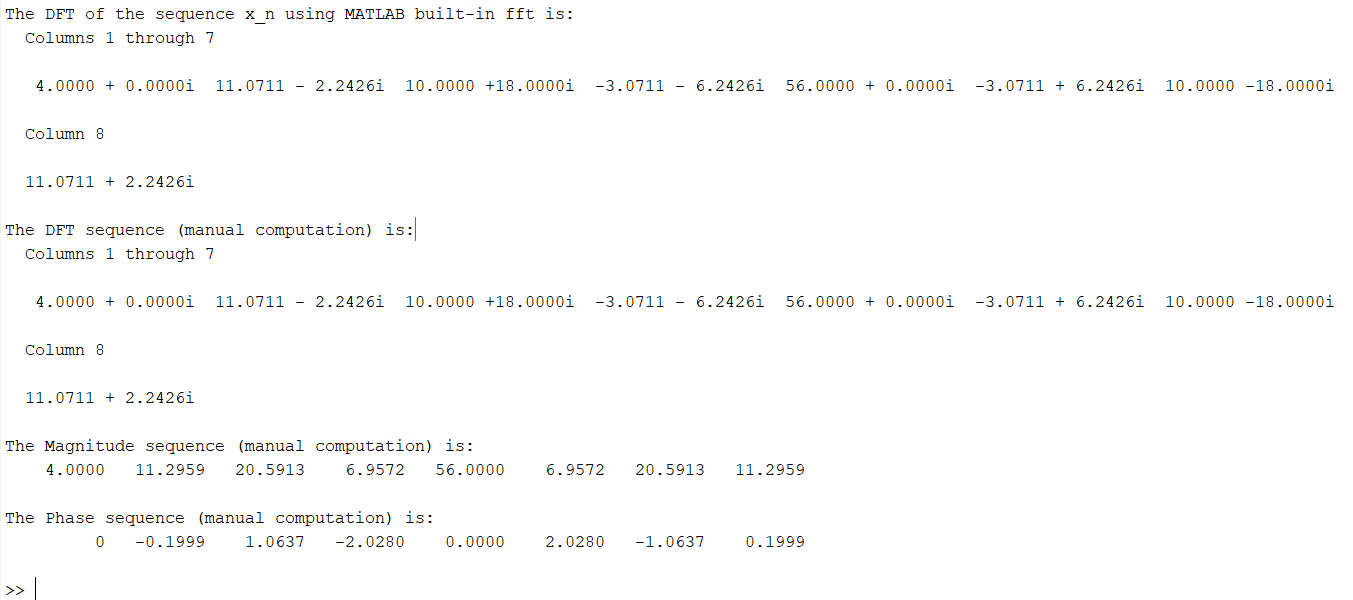 The DFT of the sequence x_n using MATLAB built-in fft is:
Columns 1 through 7
4.0000 + 0.0000i  11.0711 - 2.2426i  10.0000 +18.0000i  -3.0711 - 6.2426i  56.0000 + 0.0000i  -3.0711 + 6.2426i  10.0000 -18.0000i
Column 8
11.0711 + 2.2426i
The DFT sequence (manual computation) is:
Columns 1 through 7
4.0000 + 0.0000i  11.0711 - 2.2426i  10.0000 +18.0000i  -3.0711 - 6.2426i  56.0000 + 0.0000i  -3.0711 + 6.2426i  10.0000 -18.0000i
Column 8
11.0711 + 2.2426i
The Magnitude sequence (manual computation) is:
4.0000   11.2959   20.5913    6.9572   56.0000    6.9572   20.5913   11.2959
The Phase sequence (manual computation) is:
0   -0.1999    1.0637   -2.0280    0.0000    2.0280   -1.0637    0.1999
>>